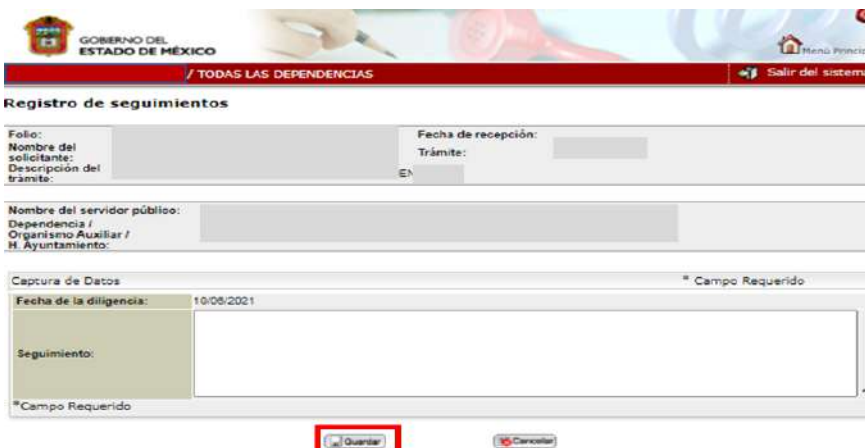 GOBIERNO DEL
ESTADO DE MÉXICO
Menú Princip
/ TODAS LAS DEPENDENCIAS
Salir del sistema
Registro de seguimientos
Folio:
Fecha de recepción:
Nombre del
solicitante:
Trámite:
Descripción del
trámite:
EN
Nombre del servidor público:
Dependencia /
Organismo Auxiliar /
H. Ayuntamiento:
Captura de Datos
* Campo Requerido
Fecha de la diligencia:
10/06/2021
Seguimiento:
*Campo Requerido
Guardar
Cancelar